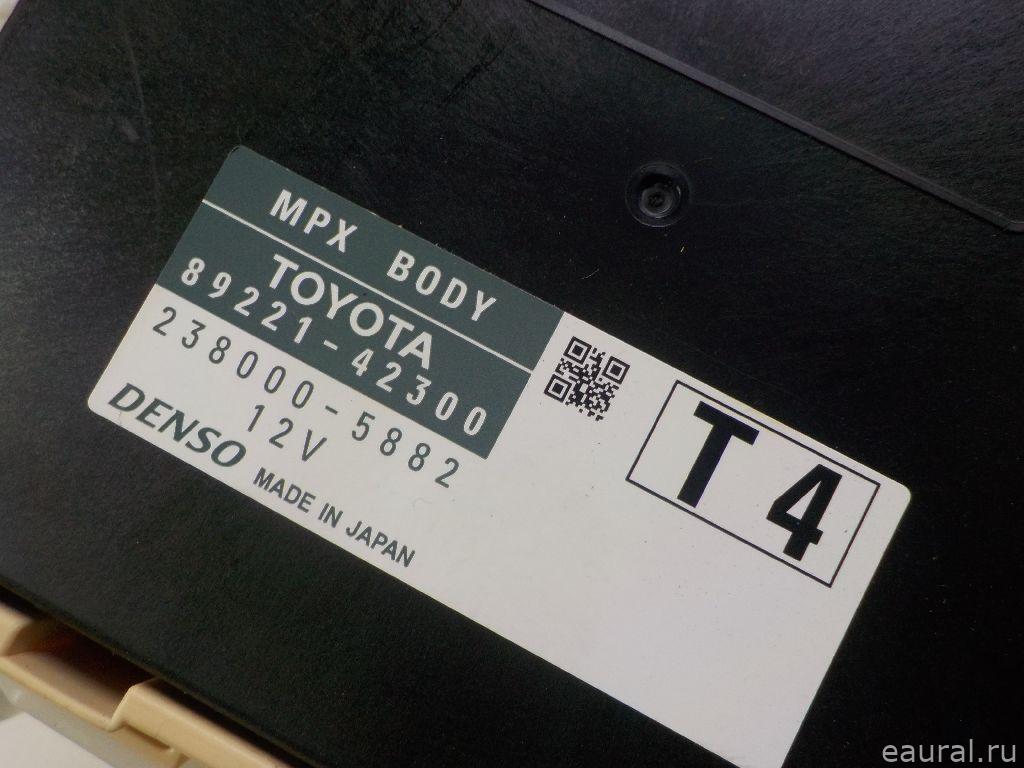 MPX BODY
TOYOTA
89221-42300
238000-5882
12V
DENSO MADE IN JAPAN
T4
eaural.ru